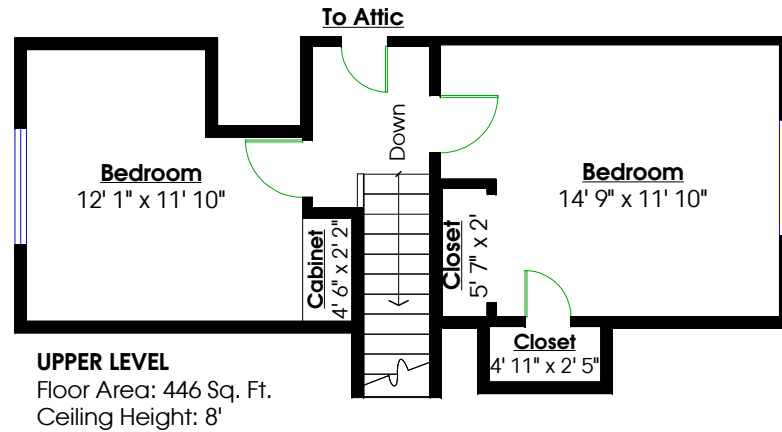 To Attic
Down
Bedroom
12' 1" x 11' 10"
Bedroom
14' 9" x 11' 10"
Cabinet
4' 6" x 2' 2"
Closet
5' 7" x 2'
Closet
4' 11" x 2' 5"
UPPER LEVEL
Floor Area: 446 Sq. Ft.
Ceiling Height: 8'